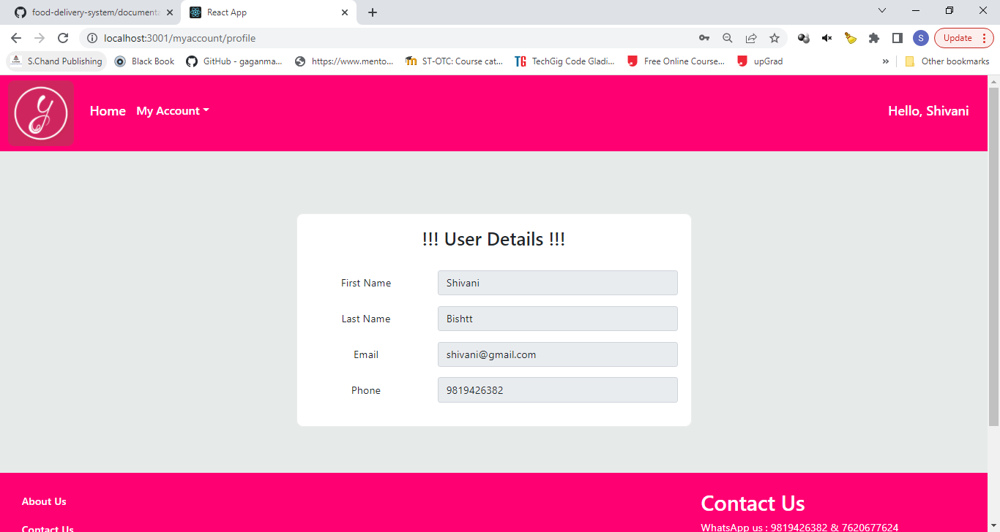 food-delivery-system/documenta
React App
localhost:3001/myaccount/profile
S
Update
S.Chand Publishing
Black Book
GitHub - gaganma...
https://www.mento...
ST-OTC: Course cat...
TG TechGig Code Gladi...
Free Online Course...
upGrad
»
Other bookmarks
y
Home
My Account
Hello, Shivani
!!! User Details !!!
First Name
Shivani
Last Name
Bishtt
Email
shivani@gmail.com
Phone
9819426382
About Us
Contact Us
Contact Us
WhatsApp us : 9819426382 & 7620677624